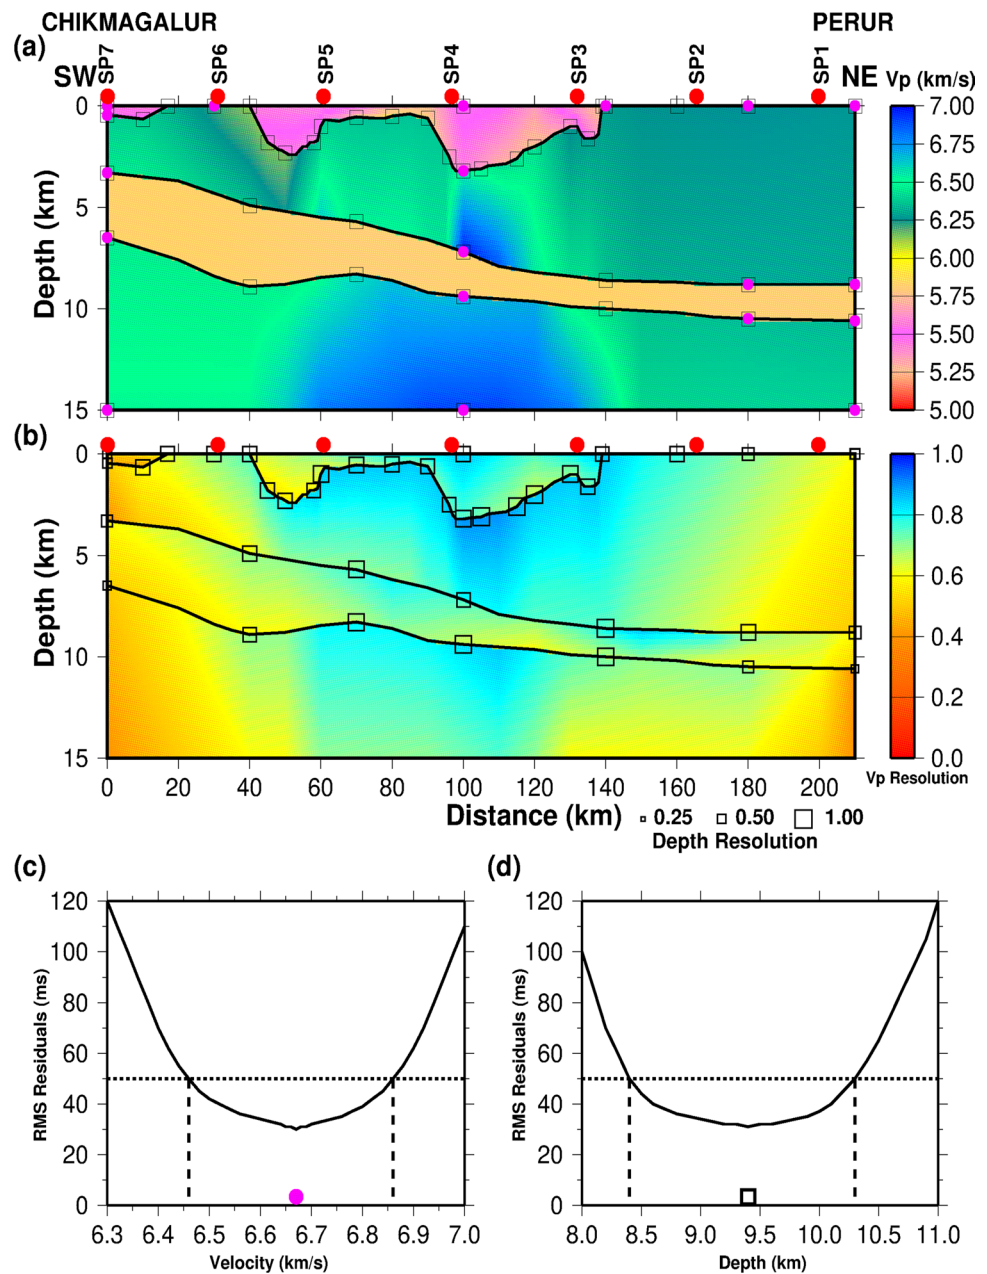 CHIKMAGALUR PERUR
(a)
SP7 SP6 SP5 SP4 SP3 SP2 SP1
SW NE Vp (km/s)
0 7.00
6.75
6.50
5 6.25
Depth (km) 6.00
10 5.75
5.50
5.25
15 5.00
(b)
0 1.0
0.8
5 0.6
Depth (km)
10 0.4
0.2
15 0.0
0 20 40 60 80 100 120 140 160 180 200 Vp Resolution
Distance (km) 0.25 0.50 1.00
Depth Resolution
(c) (d)
120 120
100 100
80 80
60 60
RMS Residuals (ms) RMS Residuals (ms)
40 40
20 20
0 0
6.3 6.4 6.5 6.6 6.7 6.8 6.9 7.0 8.0 8.5 9.0 9.5 10.0 10.5 11.0
Velocity (km/s) Depth (km)